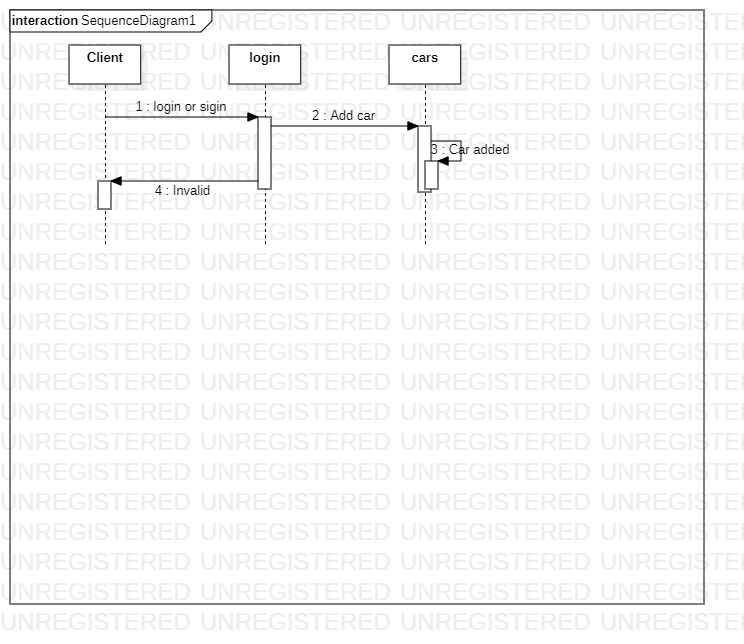 interaction SequenceDiagram1
Client
login
cars
1 : login or sigin
2 : Add car
3 : Car added
4 : Invalid
UNREGISTERED UNREGISTERED UNREGISTERED UNREGISTERED